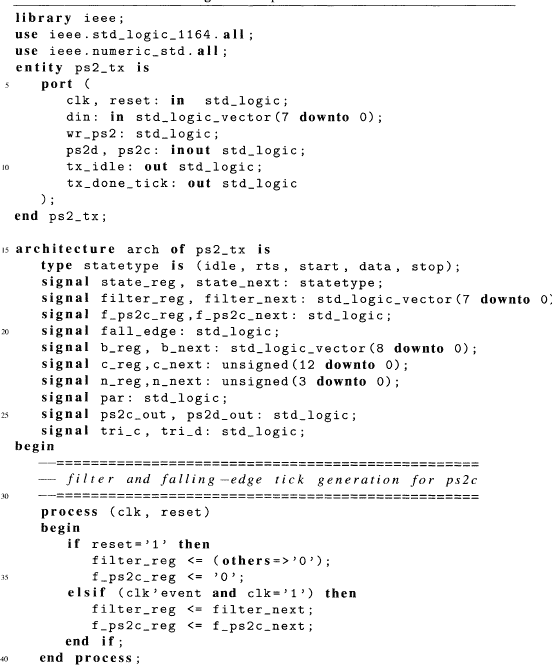 library ieee;
use ieee.std_logic_1164.all;
use ieee.numeric_std.all;
entity ps2_tx is
5 port (
clk, reset: in std_logic;
din: in std_logic_vector(7 downto 0);
wr_ps2: std_logic;
ps2d, ps2c: inout std_logic;
10 tx_idle: out std_logic;
tx_done_tick: out std_logic
);
end ps2_tx;
15 architecture arch of ps2_tx is
type statetype is (idle, rts, start, data, stop);
signal state_reg, state_next: statetype;
signal filter_reg, filter_next: std_logic_vector(7 downto 0)
signal f_ps2c_reg,f_ps2c_next: std_logic;
20 signal fall_edge: std_logic;
signal b_reg, b_next: std_logic_vector(8 downto 0);
signal c_reg,c_next: unsigned(12 downto 0);
signal n_reg,n_next: unsigned(3 downto 0);
signal par: std_logic;
25 signal ps2c_out, ps2d_out: std_logic;
signal tri_c, tri_d: std_logic;
begin
--=================================================
-- filter and falling-edge tick generation for ps2c
30 --=================================================
process (clk, reset)
begin
if reset='1' then
filter_reg <= (others=>'0');
35 f_ps2c_reg <= '0';
elsif (clk'event and clk='1') then
filter_reg <= filter_next;
f_ps2c_reg <= f_ps2c_next;
end if;
40 end process;